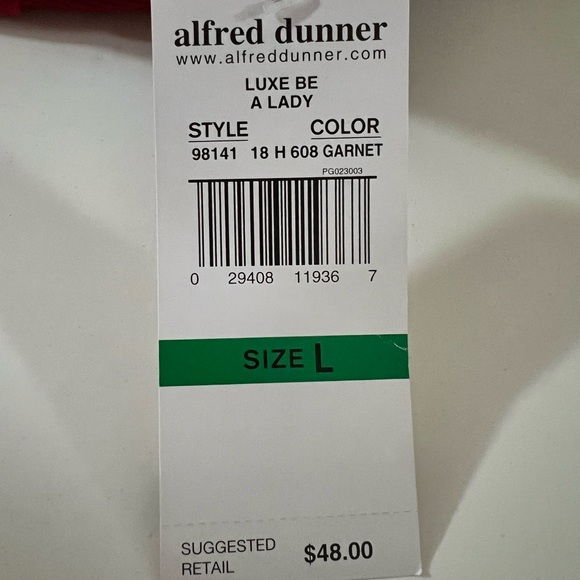 alfred dunner
www.alfreddunner.com
LUXE BE
A LADY
STYLE COLOR
98141 18 H 608 GARNET
PG023003
0 29408 11936 7
SIZE L
SUGGESTED
RETAIL $48.00